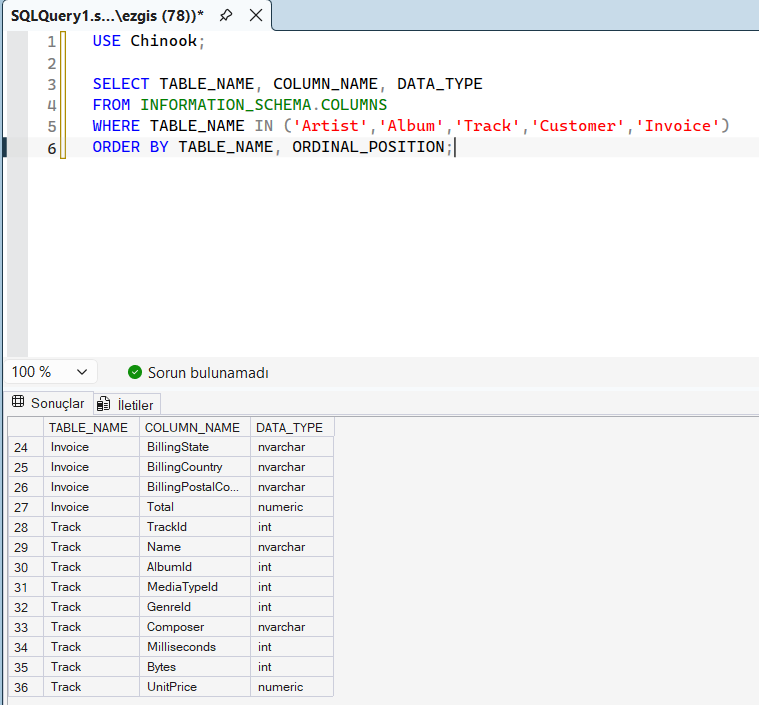 SQLQuery1.s...\ezgis (78))*
1 USE Chinook;
2
3 SELECT TABLE_NAME, COLUMN_NAME, DATA_TYPE
4 FROM INFORMATION_SCHEMA.COLUMNS
5 WHERE TABLE_NAME IN ('Artist','Album','Track','Customer','Invoice')
6 ORDER BY TABLE_NAME, ORDINAL_POSITION;
100 % Sorun bulunamadı
Sonuçlar İletiler
TABLE_NAME COLUMN_NAME DATA_TYPE
24 Invoice BillingState nvarchar
25 Invoice BillingCountry nvarchar
26 Invoice BillingPostalCo... nvarchar
27 Invoice Total numeric
28 Track TrackId int
29 Track Name nvarchar
30 Track AlbumId int
31 Track MediaTypeId int
32 Track GenreId int
33 Track Composer nvarchar
34 Track Milliseconds int
35 Track Bytes int
36 Track UnitPrice numeric